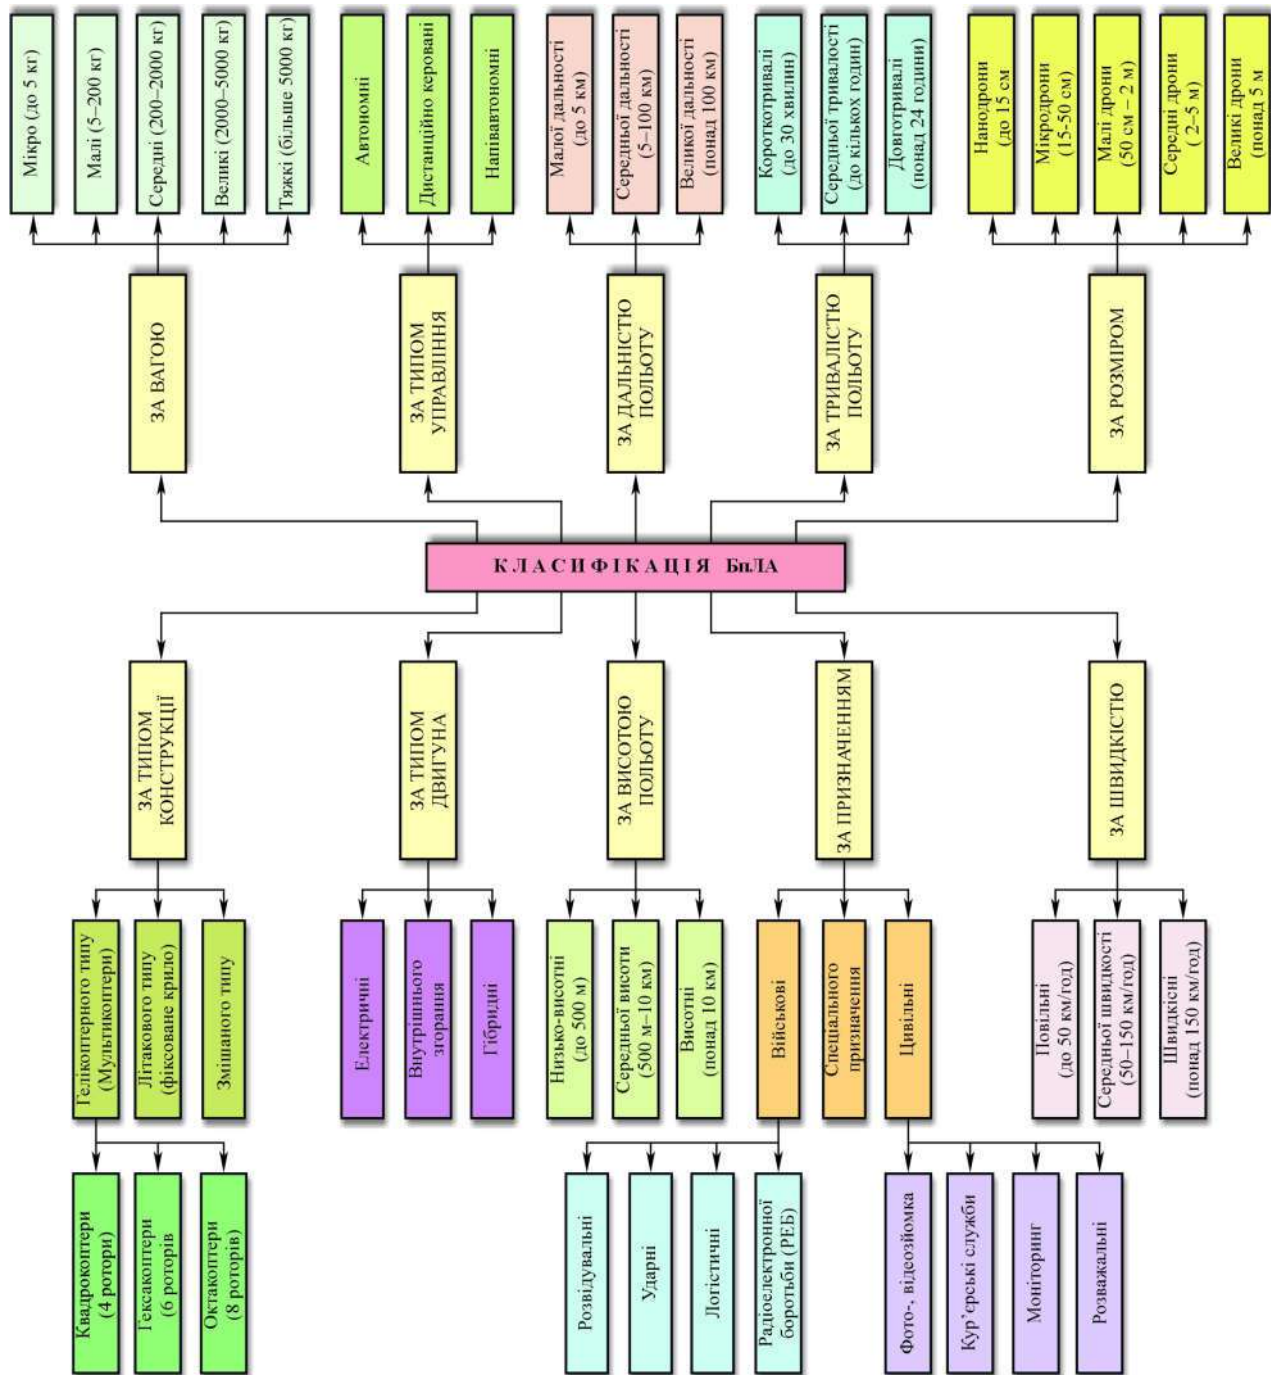 КЛАСИФІКАЦІЯ БпЛА
ЗА ВАГОЮ
Мікро (до 5 кг)
Малі (5–200 кг)
Середні (200–2000 кг)
Великі (2000–5000 кг)
Тяжкі (більше 5000 кг)
ЗА ТИПОМ
УПРАВЛІННЯ
Автономні
Дистанційно керовані
Напівавтономні
ЗА ДАЛЬНІСТЮ
ПОЛЬОТУ
Малої дальності
(до 5 км)
Середньої дальності
(5–100 км)
Великої дальності
(понад 100 км)
ЗА ТРИВАЛІСТЮ
ПОЛЬОТУ
Короткотривалі
(до 30 хвилин)
Середньої тривалості
(до кількох годин)
Довготривалі
(понад 24 години)
ЗА РОЗМІРОМ
Нанодрони
(до 15 см)
Мікродрони
(15-50 см)
Малі дрони
(50 см – 2 м)
Середні дрони
( 2–5 м)
Великі дрони
(понад 5 м
ЗА ТИПОМ
КОНСТРУКЦІЇ
Гелікоптерного типу
(Мультикоптери)
Літакового типу
(фіксоване крило)
Змішаного типу
Квадрокоптери
(4 ротори)
Гексакоптери
(6 роторів
Октакоптери
(8 роторів)
ЗА ТИПОМ
ДВИГУНА
Електричні
Внутрішнього
згорання
Гібридні
ЗА ВИСОТОЮ
ПОЛЬОТУ
Низько-висотні
(до 500 м)
Середньої висоти
(500 м–10 км)
Висотні
(понад 10 км)
ЗА ПРИЗНАЧЕННЯМ
Військові
Спеціального
призначення
Цивільні
Розвідувальні
Ударні
Логістичні
Радіоелектронної
боротьби (РЕБ)
Фото-, відеозйомка
Кур’єрські служби
Моніторинг
Розважальні
ЗА ШВИДКІСТЮ
Повільні
(до 50 км/год)
Середньої швидкості
(50–150 км/год)
Швидкісні
(понад 150 км/год)